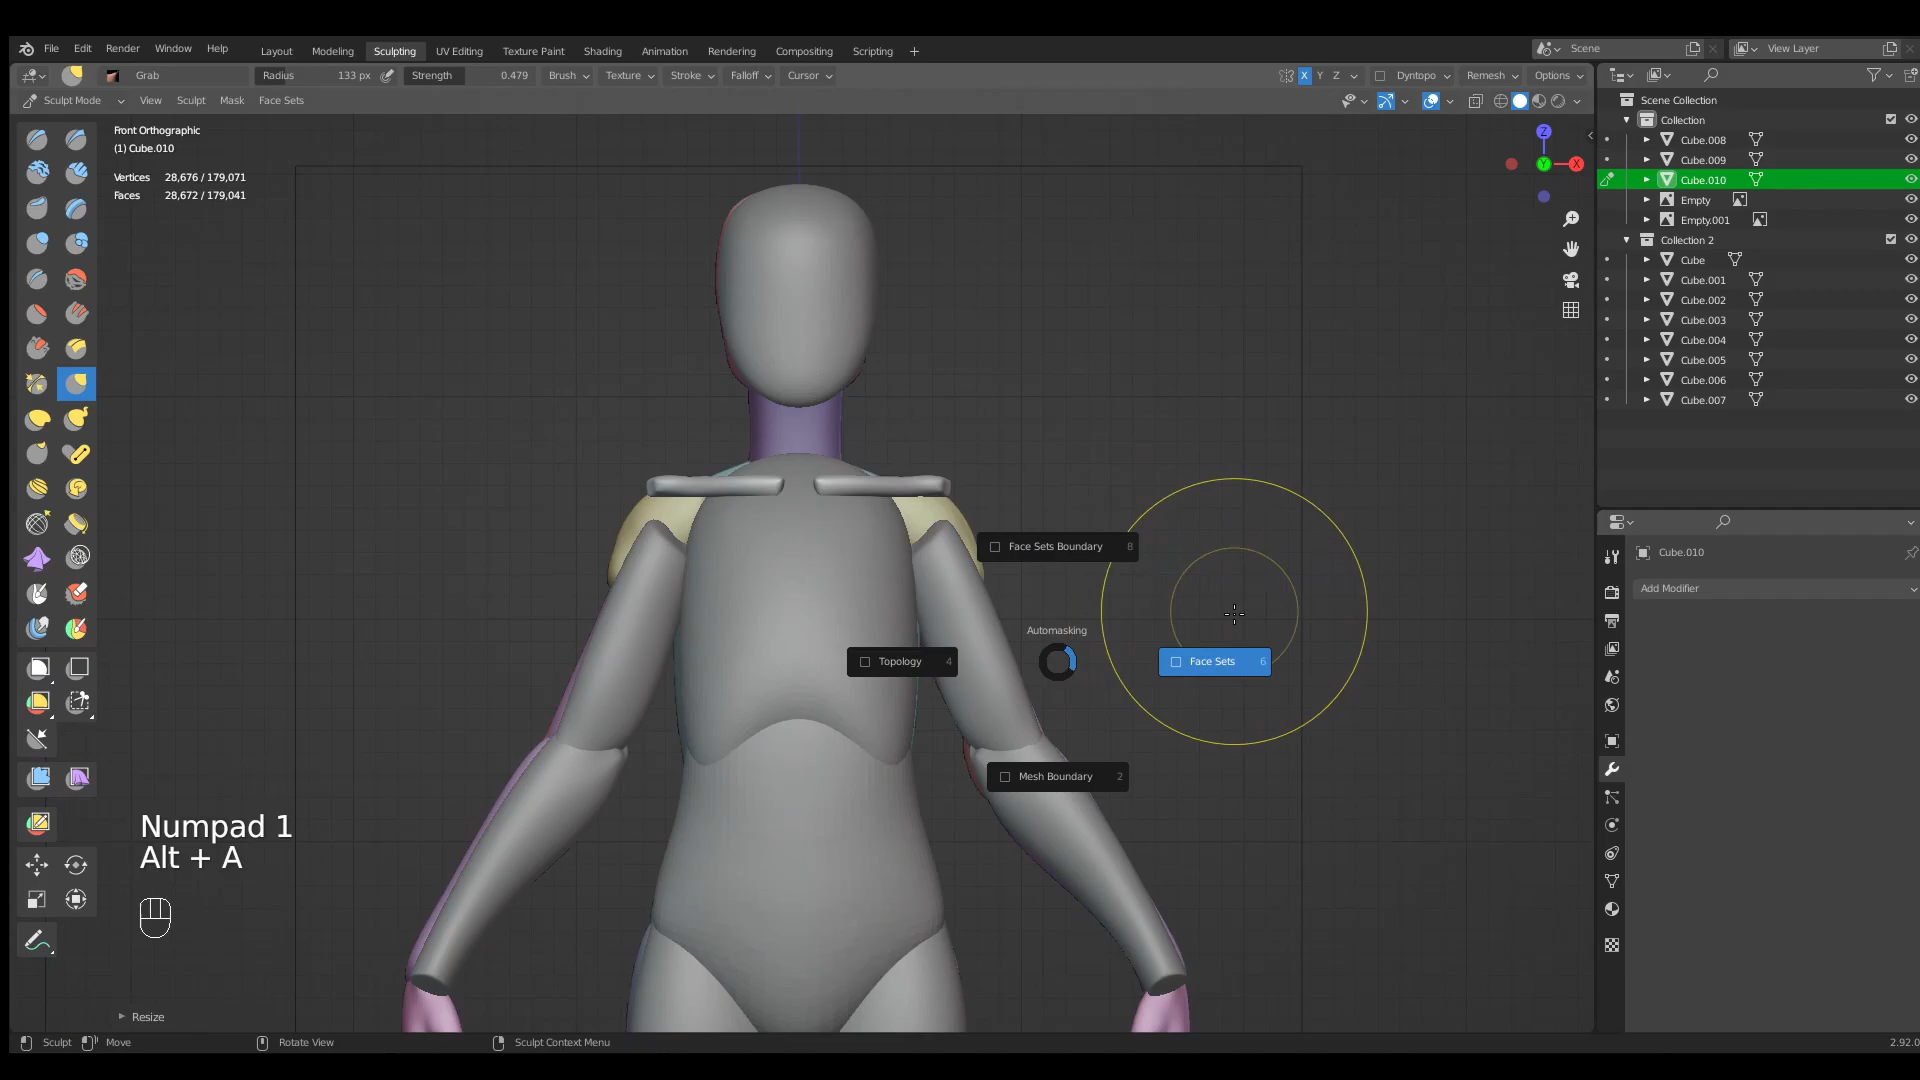 File Edit Render Window Help Layout Modeling Sculpting UV Editing Texture Paint Shading Animation Rendering Compositing Scripting + Scene View Layer
Grab Radius 133 px Strength 0.479 Brush Texture Stroke Falloff Cursor X Y Z Dyntopo Remesh Options
Sculpt Mode View Sculpt Mask Face Sets
Front Orthographic
(1) Cube.010
Vertices 28,676 / 179,071
Faces 28,672 / 179,041
Z
Y
X
Face Sets Boundary 8
Automasking
Topology 4
Face Sets 6
Mesh Boundary 2
Numpad 1
Alt + A
Resize
Scene Collection
Collection
Cube.008
Cube.009
Cube.010
Empty
Empty.001
Collection 2
Cube
Cube.001
Cube.002
Cube.003
Cube.004
Cube.005
Cube.006
Cube.007
Cube.010
Add Modifier
Sculpt Move Rotate View Sculpt Context Menu 2.92.0